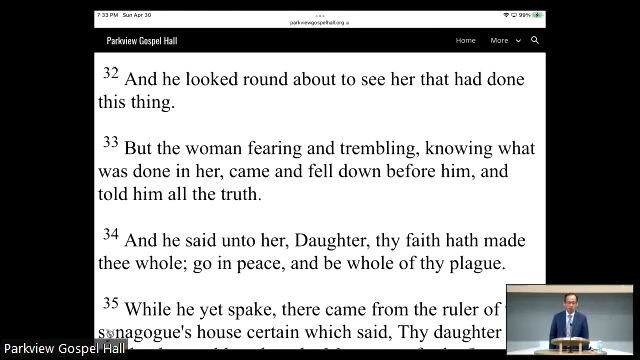 7:33 PM Sun Apr 30
parkviewgospelhall.org
99%
Parkview Gospel Hall
Home More
32 And he looked round about to see her that had done
this thing.
33 But the woman fearing and trembling, knowing what
was done in her, came and fell down before him, and
told him all the truth.
34 And he said unto her, Daughter, thy faith hath made
thee whole; go in peace, and be whole of thy plague.
35 While he yet spake, there came from the ruler of
synagogue's house certain which said, Thy daughter
Parkview Gospel Hall